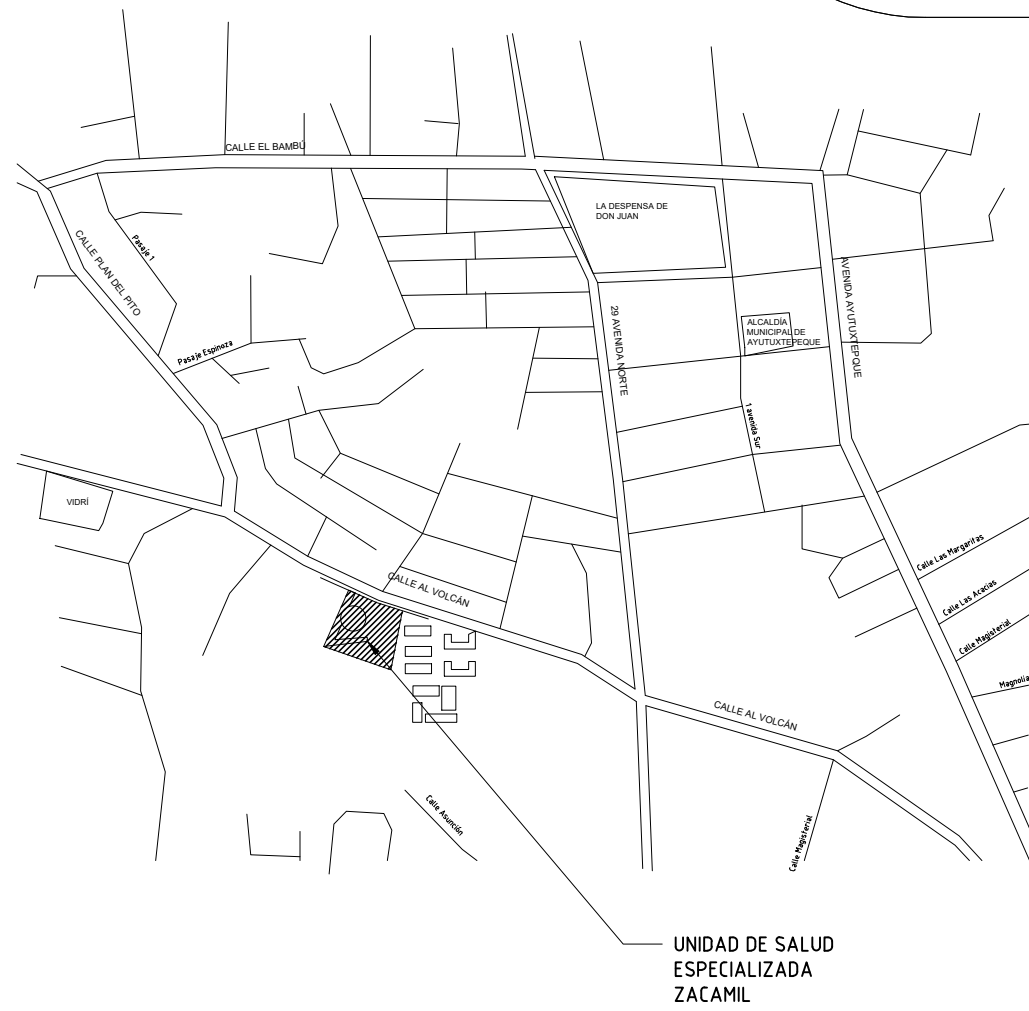 CALLE EL BAMBÚ
LA DESPENSA DE
DON JUAN
CALLE PLAN DEL PITO
Pasaje 1
AVENIDA AYUTUXTEPEQUE
29 AVENIDA NORTE
ALCALDÍA
MUNICIPAL DE
AYUTUXTEPEQUE
Pasaje Espinoza
1 avenida Sur
VIDRÍ
Calle Las Margaritas
Calle Las Acacias
Calle Magisterial
Magnolia
CALLE AL VOLCÁN
CALLE AL VOLCÁN
Calle Asunción
Calle Magisterial
UNIDAD DE SALUD
ESPECIALIZADA
ZACAMIL